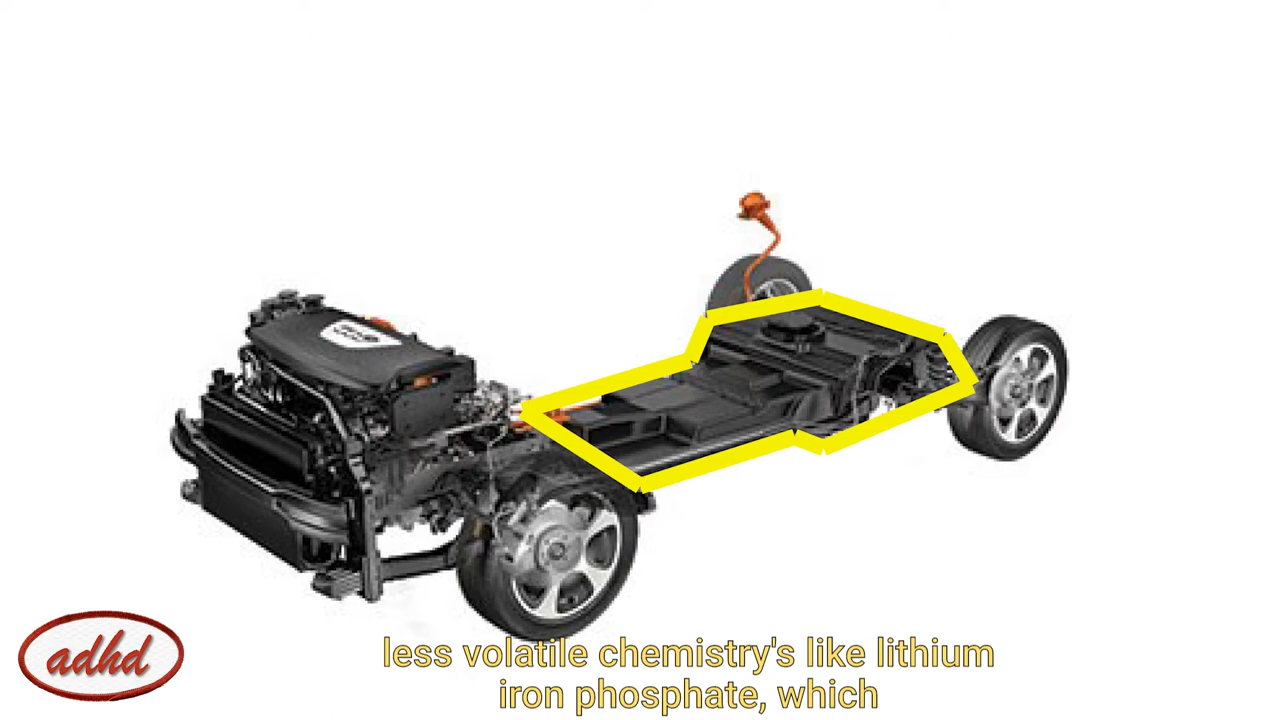 adhd
less volatile chemistry's like lithium
iron phosphate, which